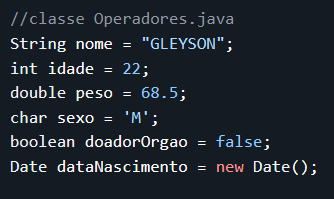 //classe Operadores.java
String nome = "GLEYSON";
int idade = 22;
double peso = 68.5;
char sexo = 'M';
boolean doadorOrgao = false;
Date dataNascimento = new Date();